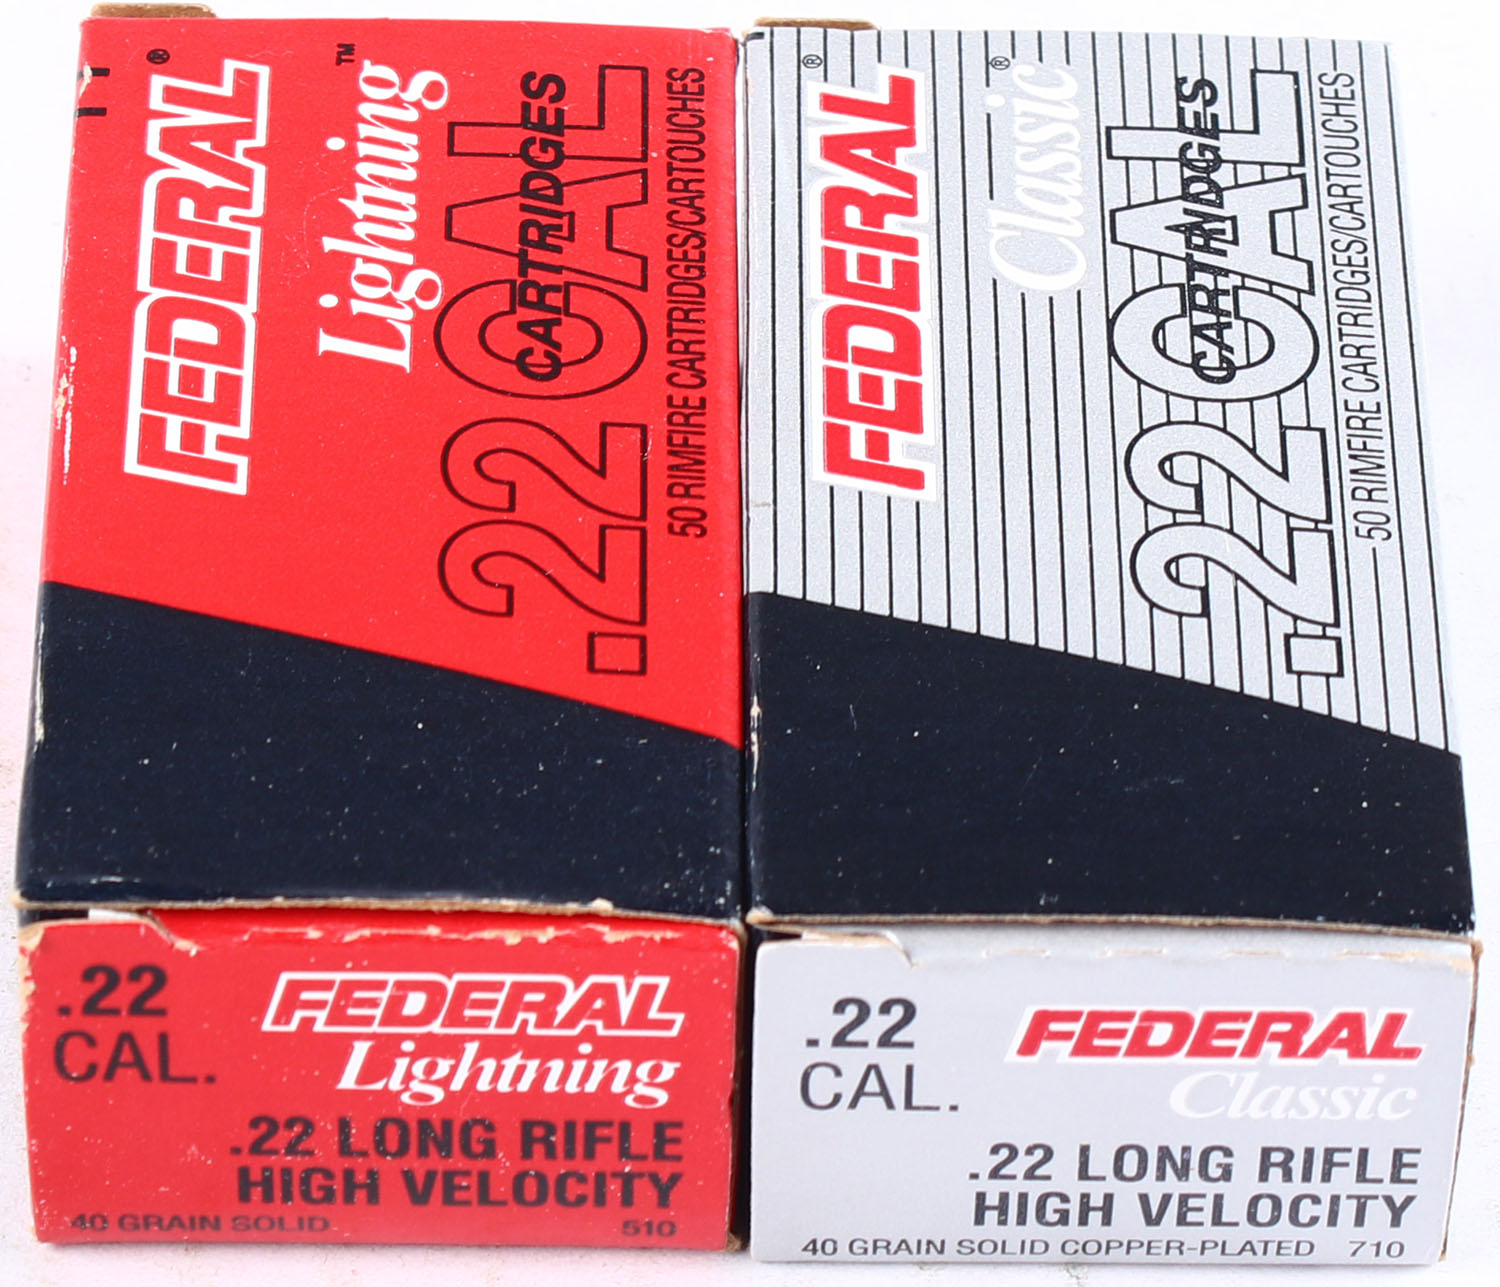 FEDERAL®
Lightning™
.22 CAL
CARTRIDGES
50 RIMFIRE CARTRIDGES/CARTOUCHES
.22
CAL.
FEDERAL
Lightning
.22 LONG RIFLE
HIGH VELOCITY
40 GRAIN SOLID 510
FEDERAL®
Classic®
.22 CAL
CARTRIDGES
50 RIMFIRE CARTRIDGES/CARTOUCHES
.22
CAL.
FEDERAL
Classic
.22 LONG RIFLE
HIGH VELOCITY
40 GRAIN SOLID COPPER-PLATED 710